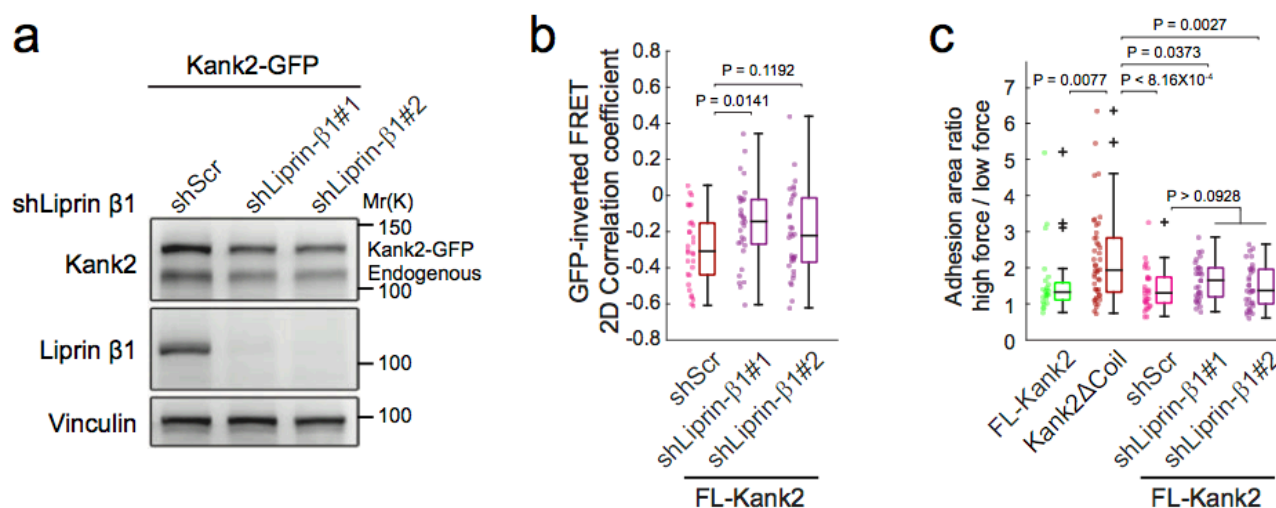 a
Kank2-GFP
shScr
shLiprin-β1#1
shLiprin-β1#2
shLiprin β1
Mr(K)
150
Kank2
Kank2-GFP
Endogenous
100
Liprin β1
100
Vinculin
100
b
GFP-inverted FRET
2D Correlation coefficient
0.8
0.6
0.4
0.2
0
-0.2
-0.4
-0.6
-0.8
P = 0.1192
P = 0.0141
shScr
shLiprin-β1#1
shLiprin-β1#2
FL-Kank2
c
Adhesion area ratio
high force / low force
7
6
5
4
3
2
1
0
P = 0.0027
P = 0.0373
P = 0.0077
P < 8.16X10⁻⁴
P > 0.0928
FL-Kank2
Kank2ΔCoil
shScr
shLiprin-β1#1
shLiprin-β1#2
FL-Kank2